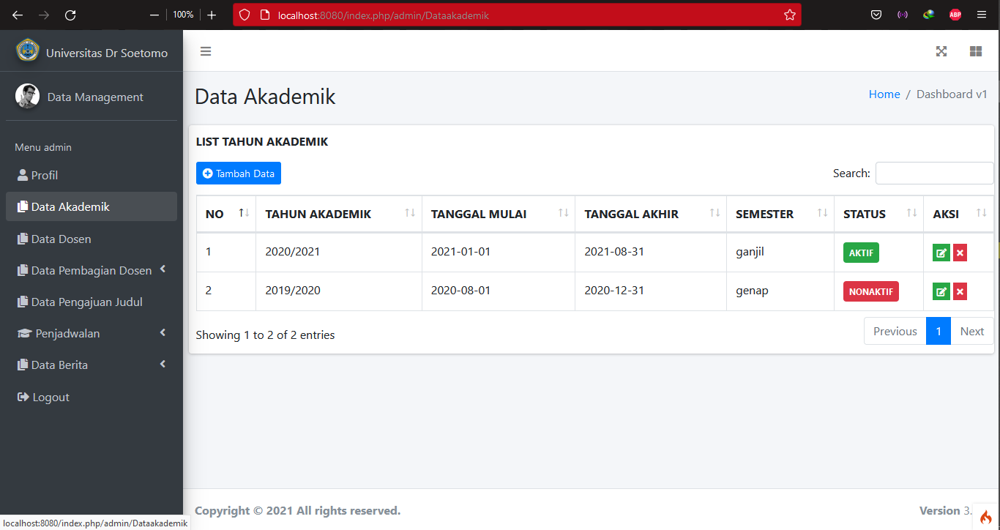 100%
localhost:8080/index.php/admin/Dataakademik
ABP
Universitas Dr Soetomo
Data Management
Menu admin
Profil
Data Akademik
Data Dosen
Data Pembagian Dosen
Data Pengajuan Judul
Penjadwalan
Data Berita
Logout
Data Akademik
Home / Dashboard v1
LIST TAHUN AKADEMIK
Tambah Data
Search:
NO TAHUN AKADEMIK TANGGAL MULAI TANGGAL AKHIR SEMESTER STATUS AKSI
1 2020/2021 2021-01-01 2021-08-31 ganjil AKTIF
2 2019/2020 2020-08-01 2020-12-31 genap NONAKTIF
Showing 1 to 2 of 2 entries
Previous 1 Next
Copyright © 2021 All rights reserved.
Version 3.
localhost:8080/index.php/admin/Dataakademik